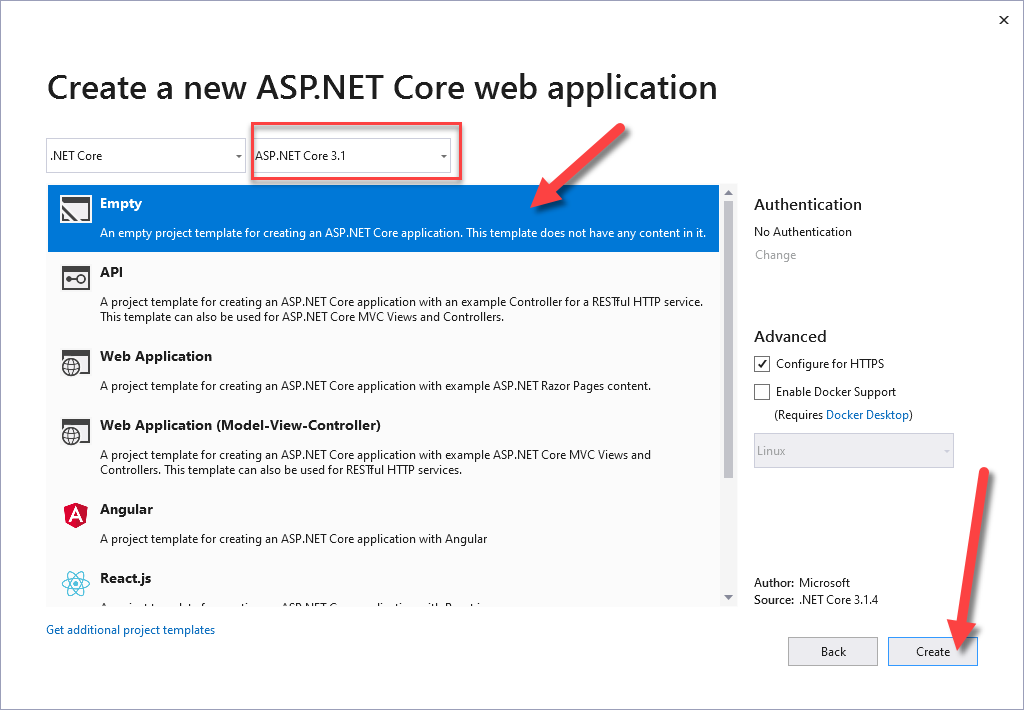 Create a new ASP.NET Core web application
.NET Core
ASP.NET Core 3.1
Empty
An empty project template for creating an ASP.NET Core application. This template does not have any content in it.
API
A project template for creating an ASP.NET Core application with an example Controller for a RESTful HTTP service.
This template can also be used for ASP.NET Core MVC Views and Controllers.
Web Application
A project template for creating an ASP.NET Core application with example ASP.NET Razor Pages content.
Web Application (Model-View-Controller)
A project template for creating an ASP.NET Core application with example ASP.NET Core MVC Views and
Controllers. This template can also be used for RESTful HTTP services.
Angular
A project template for creating an ASP.NET Core application with Angular
React.js
Get additional project templates
Authentication
No Authentication
Change
Advanced
Configure for HTTPS
Enable Docker Support
(Requires Docker Desktop)
Linux
Author: Microsoft
Source: .NET Core 3.1.4
Back
Create